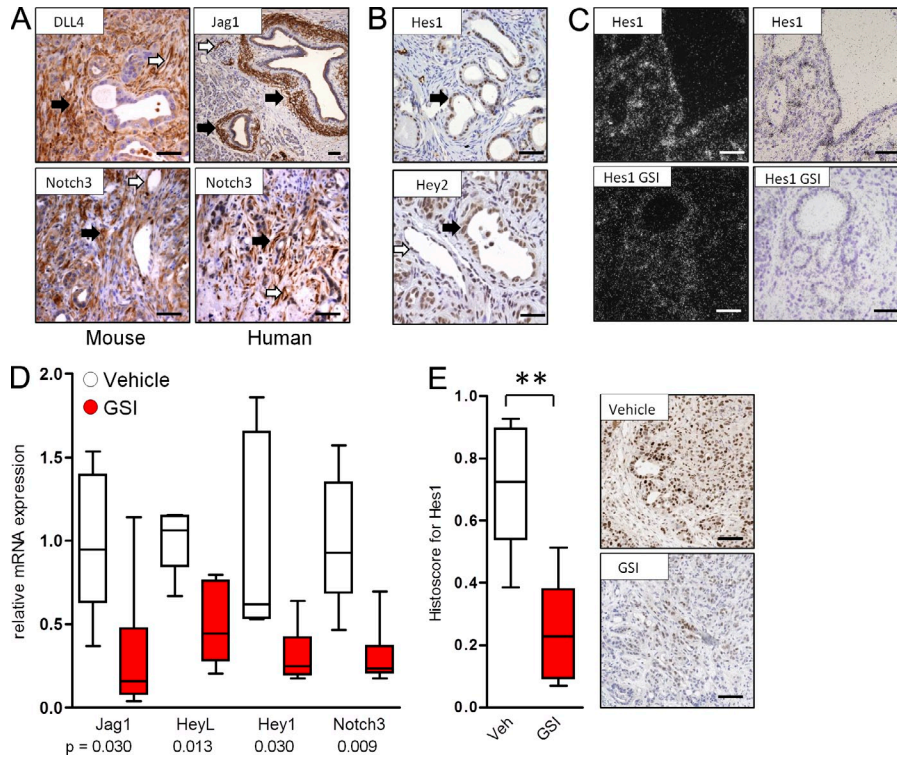 A
DLL4
Jag1
Notch3
Notch3
Mouse
Human
B
Hes1
Hey2
C
Hes1
Hes1
Hes1 GSI
Hes1 GSI
D
Vehicle
GSI
relative mRNA expression
2.0
1.5
1.0
0.5
0.0
Jag1 HeyL Hey1 Notch3
p = 0.030 0.013 0.030 0.009
E
**
Histoscore for Hes1
1.0
0.8
0.6
0.4
0.2
0.0
Veh GSI
Vehicle
GSI